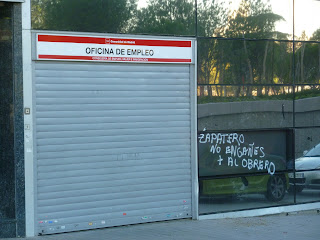 OFICINA DE EMPLEO
ZAPATERO
NO ENGAÑES
+ AL OBRERO